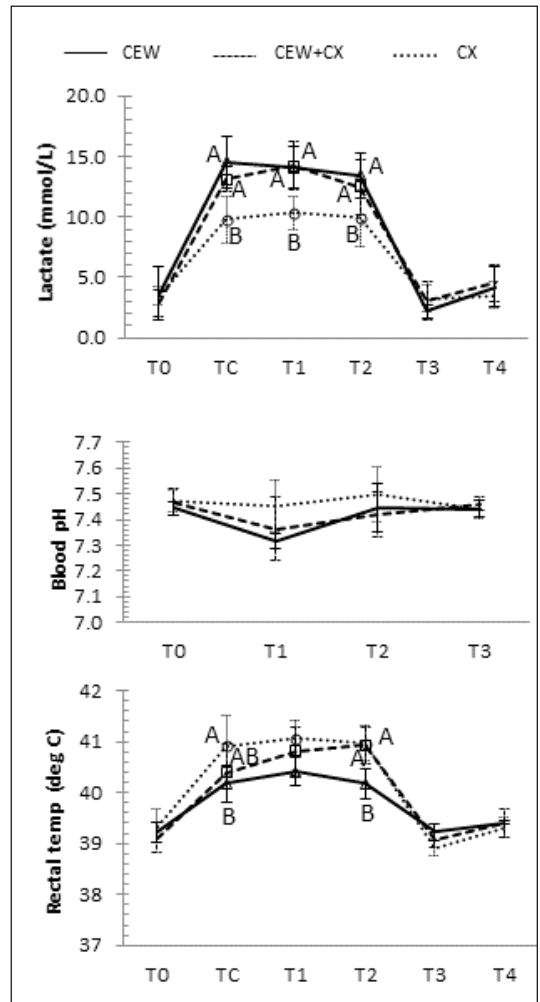 CEW CEW+CX CX
Lactate (mmol/L)
20.0
15.0
10.0
5.0
0.0
A A A
A A A
B B B
T0 TC T1 T2 T3 T4
Blood pH
7.7
7.6
7.5
7.4
7.3
7.2
7.1
7.0
T0 T1 T2 T3
Rectal temp (deg C)
42
41
40
39
38
37
A A
AB A
B B
T0 TC T1 T2 T3 T4